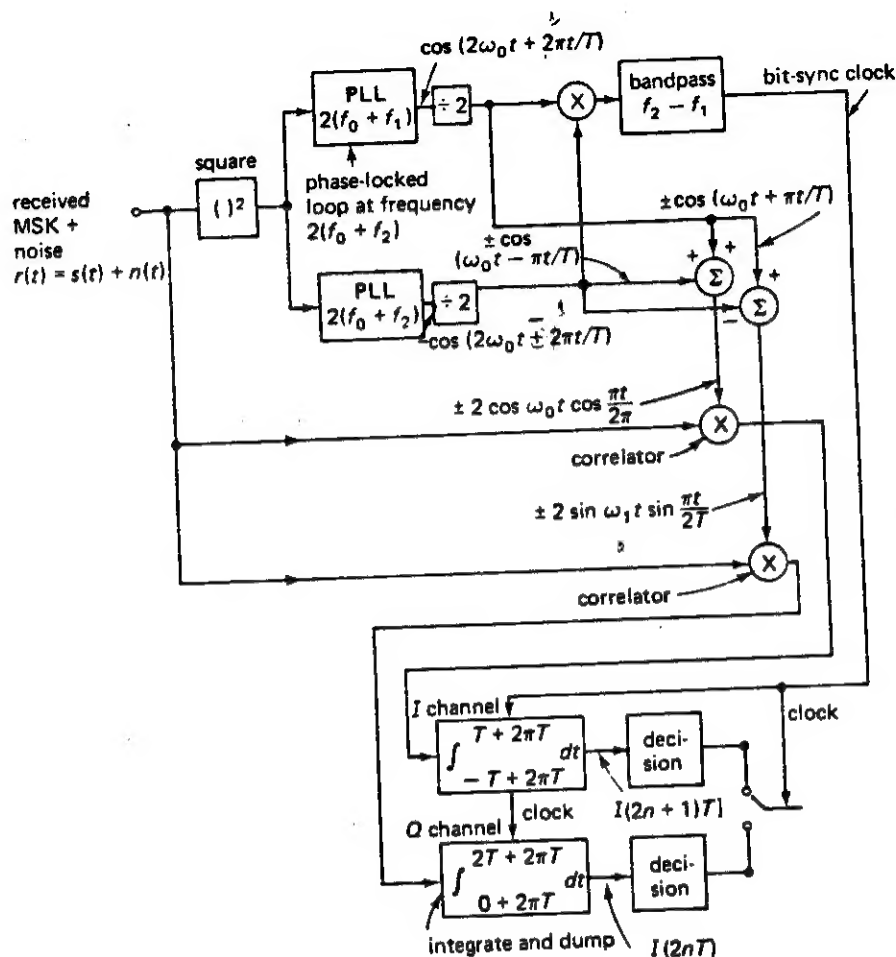 cos (2ω₀t + 2πt/T)
PLL
2(f₀ + f₁)
÷ 2
X
bandpass
f₂ − f₁
bit-sync clock
square
( )²
received
MSK +
noise
r(t) = s(t) + n(t)
phase-locked
loop at frequency
2(f₀ + f₂)
± cos (ω₀t + πt/T)
± cos
(ω₀t − πt/T)
+
+
Σ
+
−
Σ
PLL
2(f₀ + f₂)
÷ 2
−cos (2ω₀t ± 2πt/T)
± 2 cos ω₀t cos πt/2π
X
correlator
± 2 sin ω₁t sin πt/2T
X
correlator
I channel
clock
∫ T + 2πT
dt
− T + 2πT
deci-
sion
I(2n + 1)T]
clock
Q channel
∫ 2T + 2πT
dt
0 + 2πT
deci-
sion
integrate and dump
I(2nT)